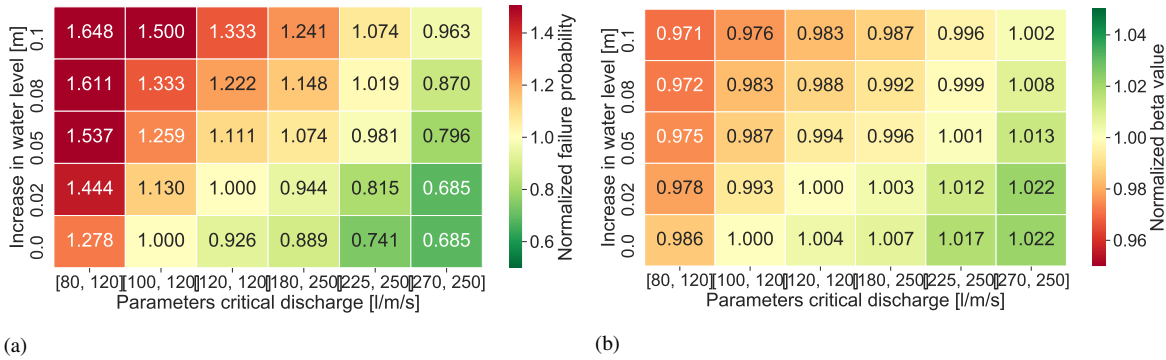 Increase in water level [m]
0.1 1.648 1.500 1.333 1.241 1.074 0.963
0.08 1.611 1.333 1.222 1.148 1.019 0.870
0.05 1.537 1.259 1.111 1.074 0.981 0.796
0.02 1.444 1.130 1.000 0.944 0.815 0.685
0.0 1.278 1.000 0.926 0.889 0.741 0.685
[80, 120] [100, 120] [120, 120] [180, 250] [225, 250] [270, 250]
Parameters critical discharge [l/m/s]
1.4
1.2
1.0
0.8
0.6
Normalized failure probability
(a)
Increase in water level [m]
0.1 0.971 0.976 0.983 0.987 0.996 1.002
0.08 0.972 0.983 0.988 0.992 0.999 1.008
0.05 0.975 0.987 0.994 0.996 1.001 1.013
0.02 0.978 0.993 1.000 1.003 1.012 1.022
0.0 0.986 1.000 1.004 1.007 1.017 1.022
[80, 120] [100, 120] [120, 120] [180, 250] [225, 250] [270, 250]
Parameters critical discharge [l/m/s]
1.04
1.02
1.00
0.98
0.96
Normalized beta value
(b)